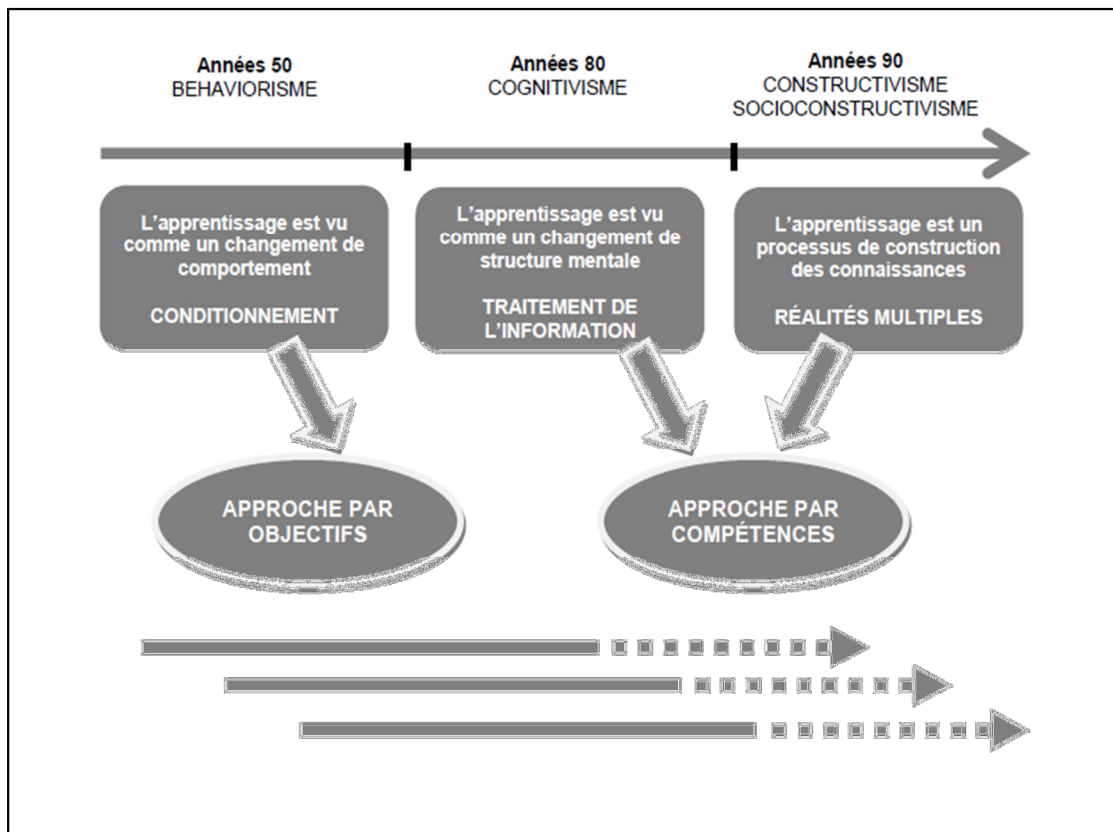 Années 50
BEHAVIORISME
Années 80
COGNITIVISME
Années 90
CONSTRUCTIVISME
SOCIOCONSTRUCTIVISME
L'apprentissage est vu
comme un changement de
comportement
CONDITIONNEMENT
L'apprentissage est vu
comme un changement de
structure mentale
TRAITEMENT DE
L'INFORMATION
L'apprentissage est un
processus de construction
des connaissances
RÉALITÉS MULTIPLES
APPROCHE PAR
OBJECTIFS
APPROCHE PAR
COMPÉTENCES